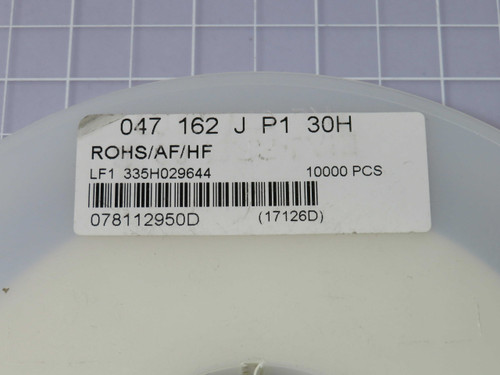 047 162 J P1 30H
ROHS/AF/HF
LF1 335H029644 10000 PCS
078112950D (17126D)